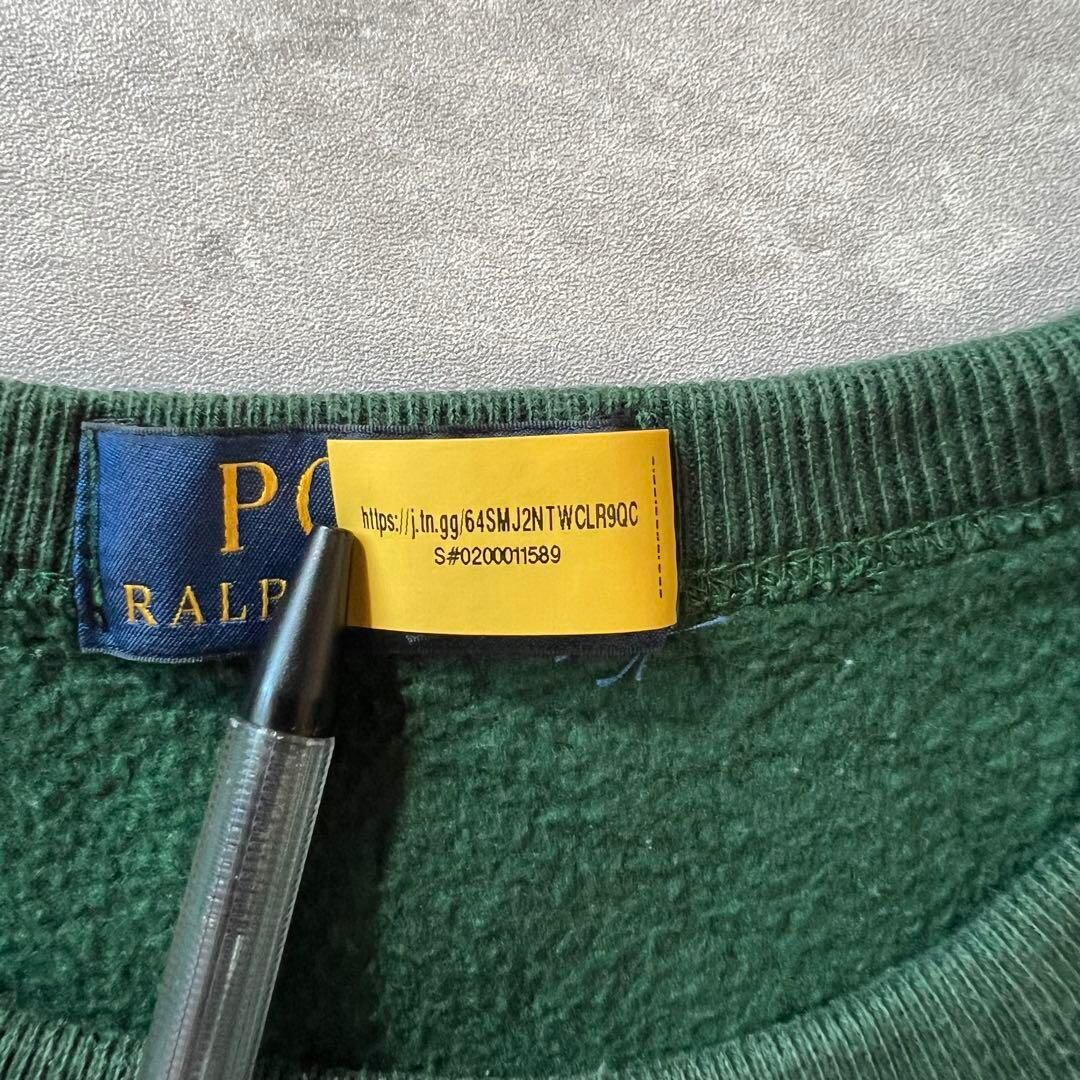 PO
RALP
https://j.tn.gg/64SMJ2NTWCLR9QC
S#0200011589